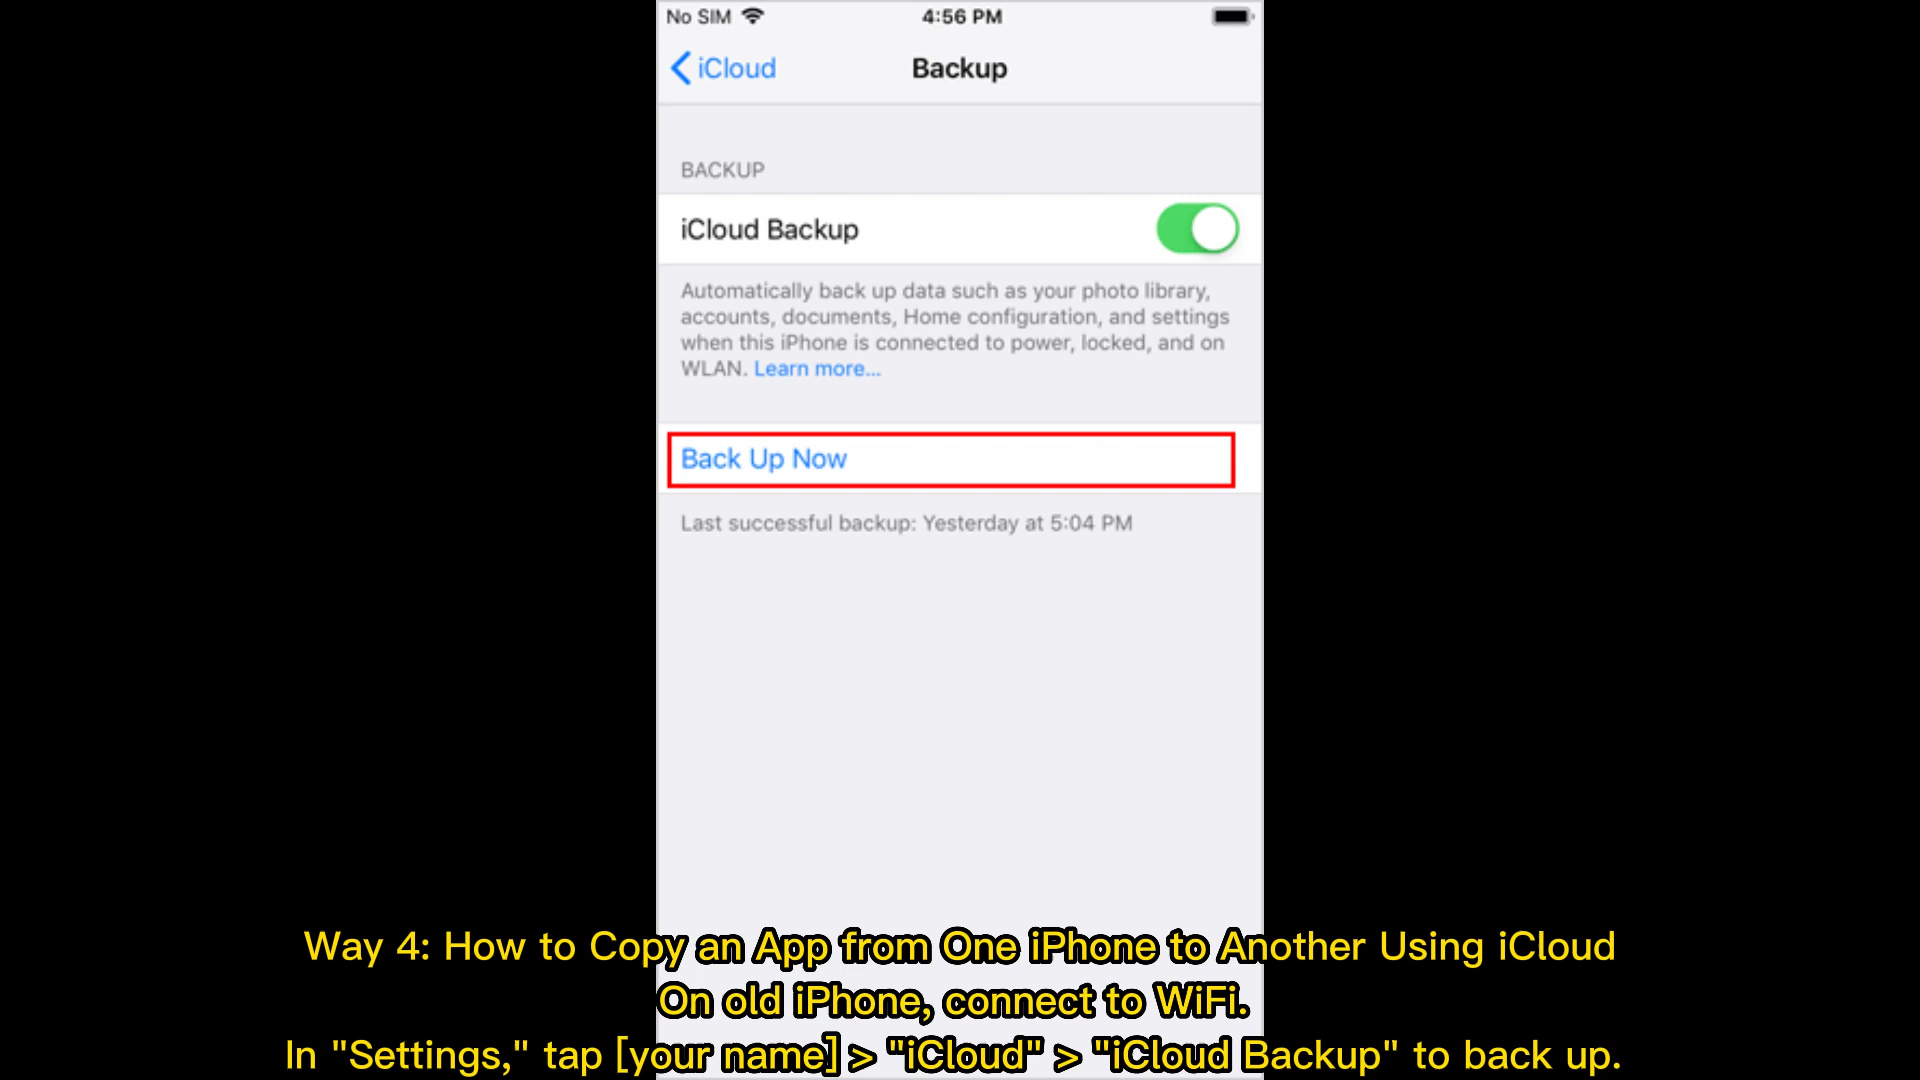 No SIM 4:56 PM
iCloud Backup
BACKUP
iCloud Backup
Automatically back up data such as your photo library,
accounts, documents, Home configuration, and settings
when this iPhone is connected to power, locked, and on
WLAN. Learn more...
Back Up Now
Last successful backup: Yesterday at 5:04 PM
Way 4: How to Copy an App from One iPhone to Another Using iCloud
On old iPhone, connect to WiFi.
In "Settings," tap [your name] > "iCloud" > "iCloud Backup" to back up.